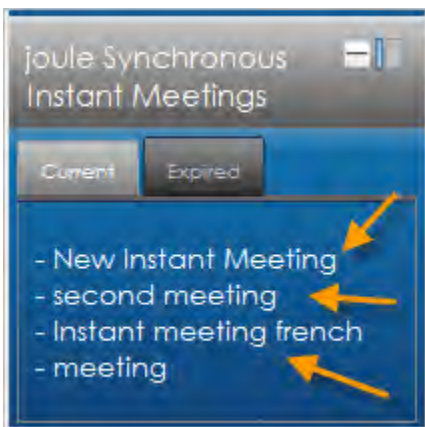 joule Synchronous
Instant Meetings
Current Expired
- New Instant Meeting
- second meeting
- Instant meeting french
- meeting